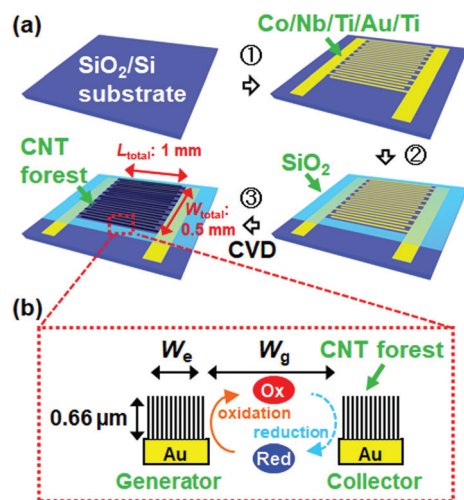 (a)
Co/Nb/Ti/Au/Ti
①
SiO2/Si
substrate
②
CNT
forest
Ltotal: 1 mm
SiO2
③
Wtotal:
0.5 mm
CVD
(b)
We
Wg
CNT forest
Ox
0.66 µm
oxidation
reduction
Au
Red
Au
Generator
Collector